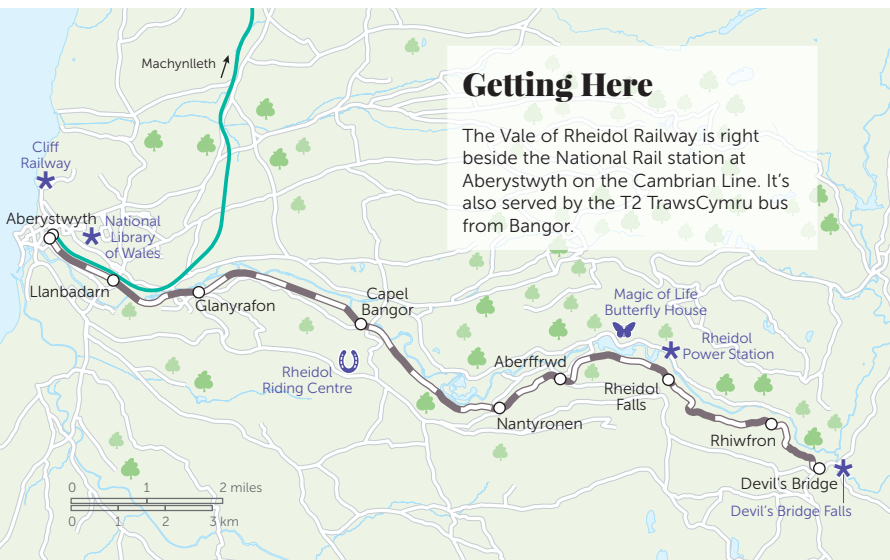 Machynlleth
Getting Here
The Vale of Rheidol Railway is right
beside the National Rail station at
Aberystwyth on the Cambrian Line. It’s
also served by the T2 TrawsCymru bus
from Bangor.
Cliff
Railway
Aberystwyth
National
Library
of Wales
Llanbadarn
Glanyrafon
Capel
Bangor
Rheidol
Riding Centre
Magic of Life
Butterfly House
Rheidol
Power Station
Aberffrwd
Rheidol
Falls
Nantyronen
Rhiwfron
Devil’s Bridge
Devil’s Bridge Falls
0 1 2 miles
0 1 2 3 km